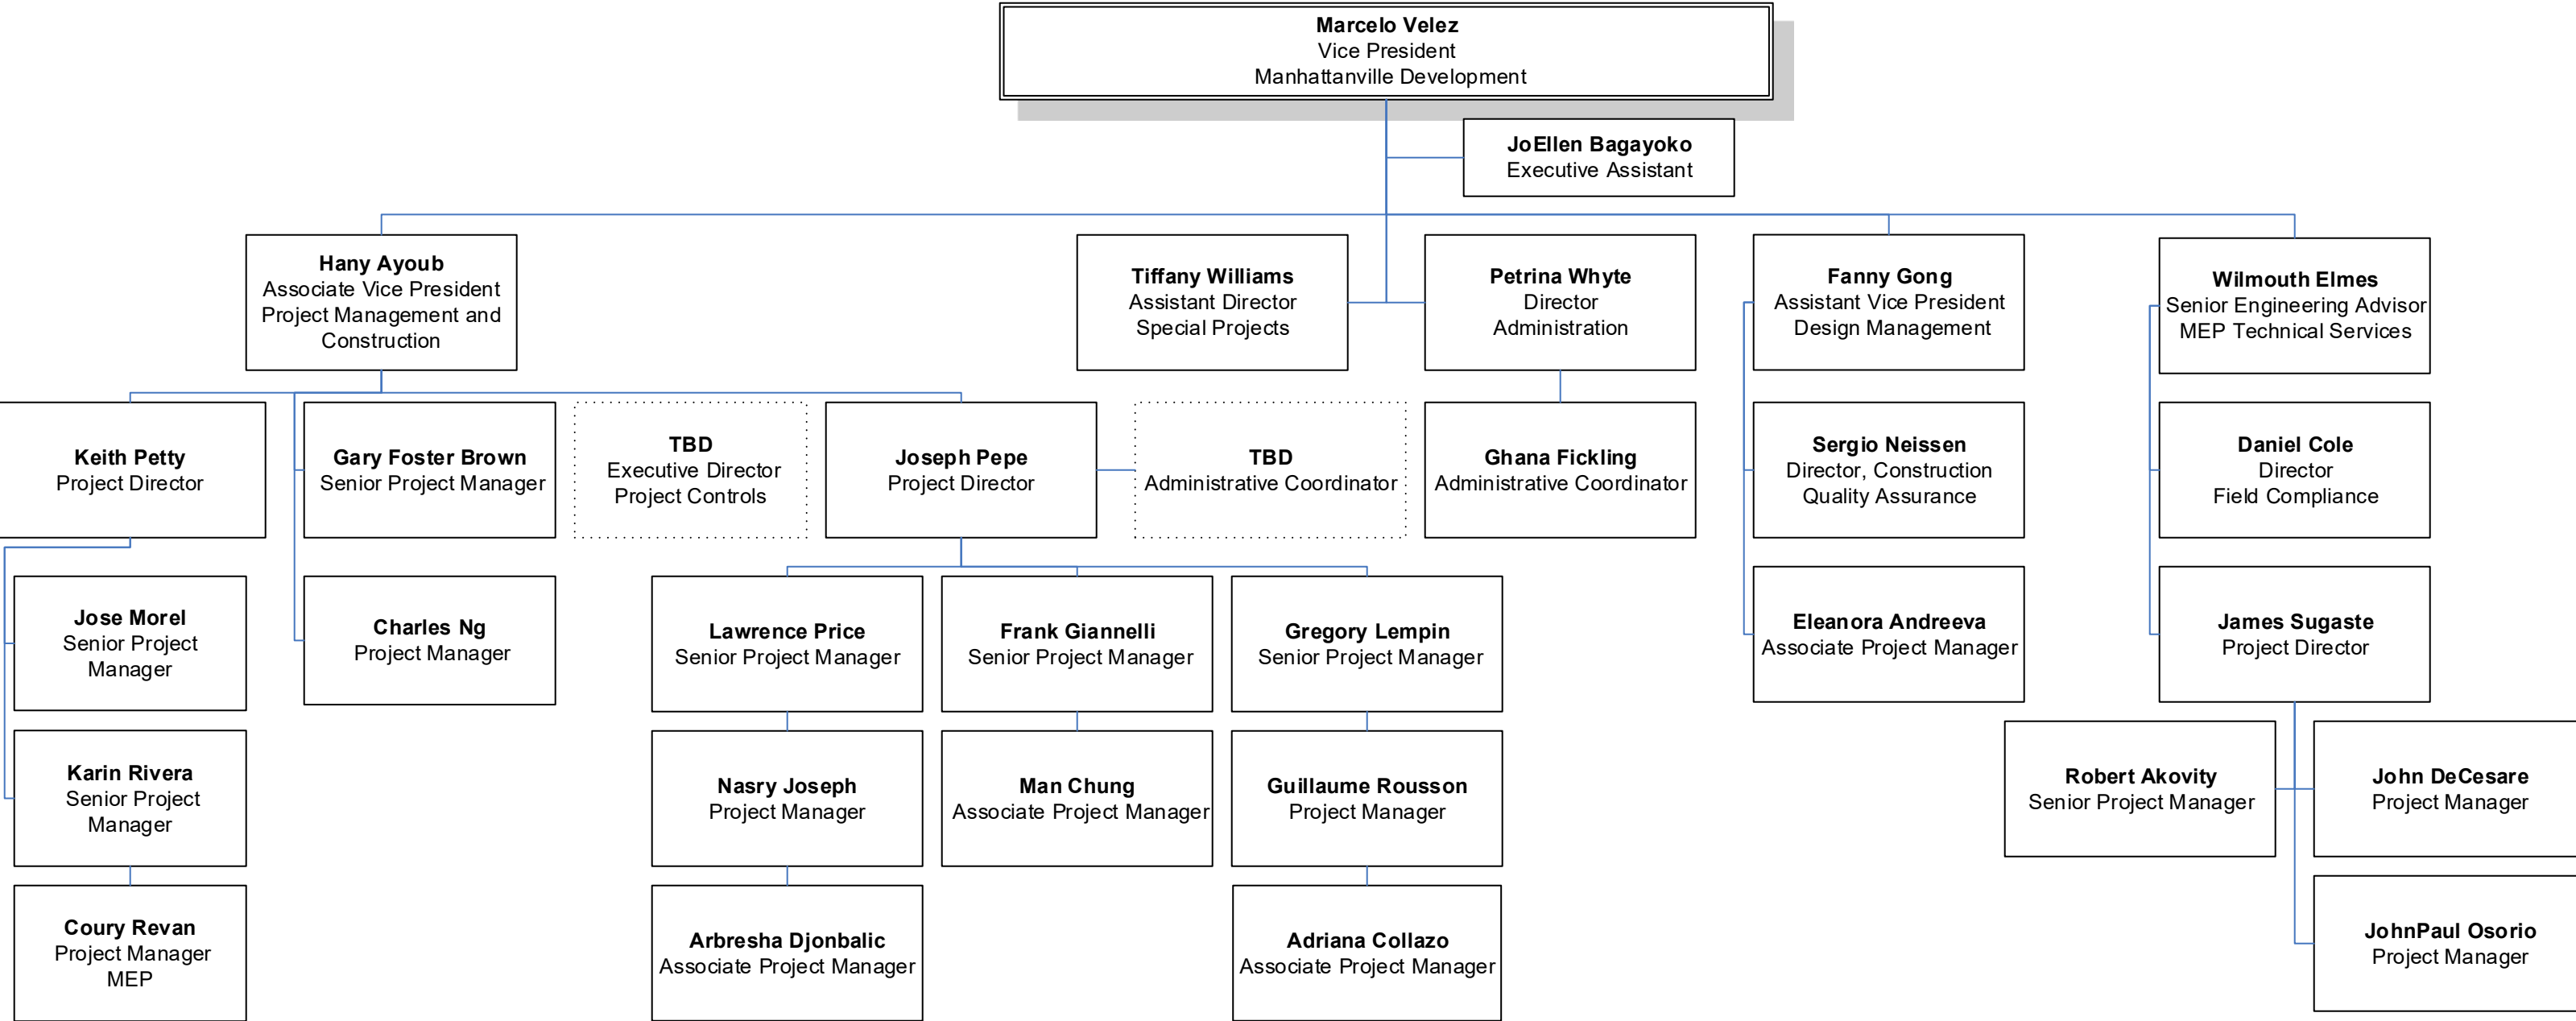 Marcelo Velez
Vice President
Manhattanville Development
JoEllen Bagayoko
Executive Assistant
Hany Ayoub
Associate Vice President
Project Management and
Construction
Tiffany Williams
Assistant Director
Special Projects
Petrina Whyte
Director
Administration
Fanny Gong
Assistant Vice President
Design Management
Wilmouth Elmes
Senior Engineering Advisor
MEP Technical Services
Keith Petty
Project Director
Gary Foster Brown
Senior Project Manager
TBD
Executive Director
Project Controls
Joseph Pepe
Project Director
TBD
Administrative Coordinator
Ghana Fickling
Administrative Coordinator
Sergio Neissen
Director, Construction
Quality Assurance
Daniel Cole
Director
Field Compliance
Jose Morel
Senior Project
Manager
Charles Ng
Project Manager
Lawrence Price
Senior Project Manager
Frank Giannelli
Senior Project Manager
Gregory Lempin
Senior Project Manager
Eleanora Andreeva
Associate Project Manager
James Sugaste
Project Director
Karin Rivera
Senior Project
Manager
Nasry Joseph
Project Manager
Man Chung
Associate Project Manager
Guillaume Rousson
Project Manager
Robert Akovity
Senior Project Manager
John DeCesare
Project Manager
Coury Revan
Project Manager
MEP
Arbresha Djonbalic
Associate Project Manager
Adriana Collazo
Associate Project Manager
JohnPaul Osorio
Project Manager